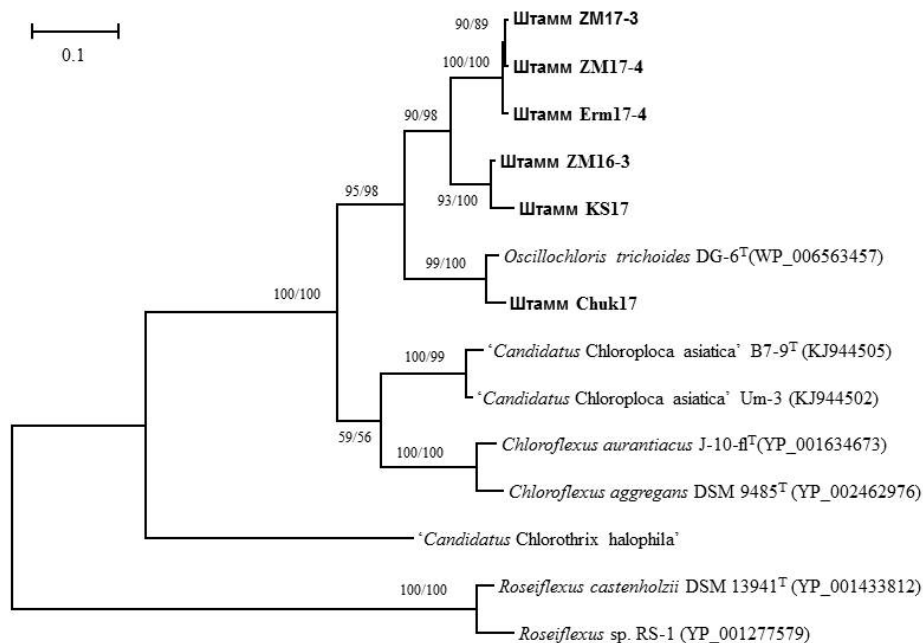 90/89
Штамм ZM17-3
0.1
100/100
Штамм ZM17-4
90/98
Штамм Erm17-4
Штамм ZM16-3
95/98
93/100
Штамм KS17
Oscillochloris trichoides DG-6ᵀ(WP_006563457)
99/100
100/100
Штамм Chuk17
100/99
‘Candidatus Chloroploca asiatica’ B7-9ᵀ (KJ944505)
‘Candidatus Chloroploca asiatica’ Um-3 (KJ944502)
59/56
Chloroflexus aurantiacus J-10-flᵀ(YP_001634673)
100/100
Chloroflexus aggregans DSM 9485ᵀ (YP_002462976)
‘Candidatus Chlorothrix halophila’
100/100
Roseiflexus castenholzii DSM 13941ᵀ (YP_001433812)
Roseiflexus sp. RS-1 (YP_001277579)